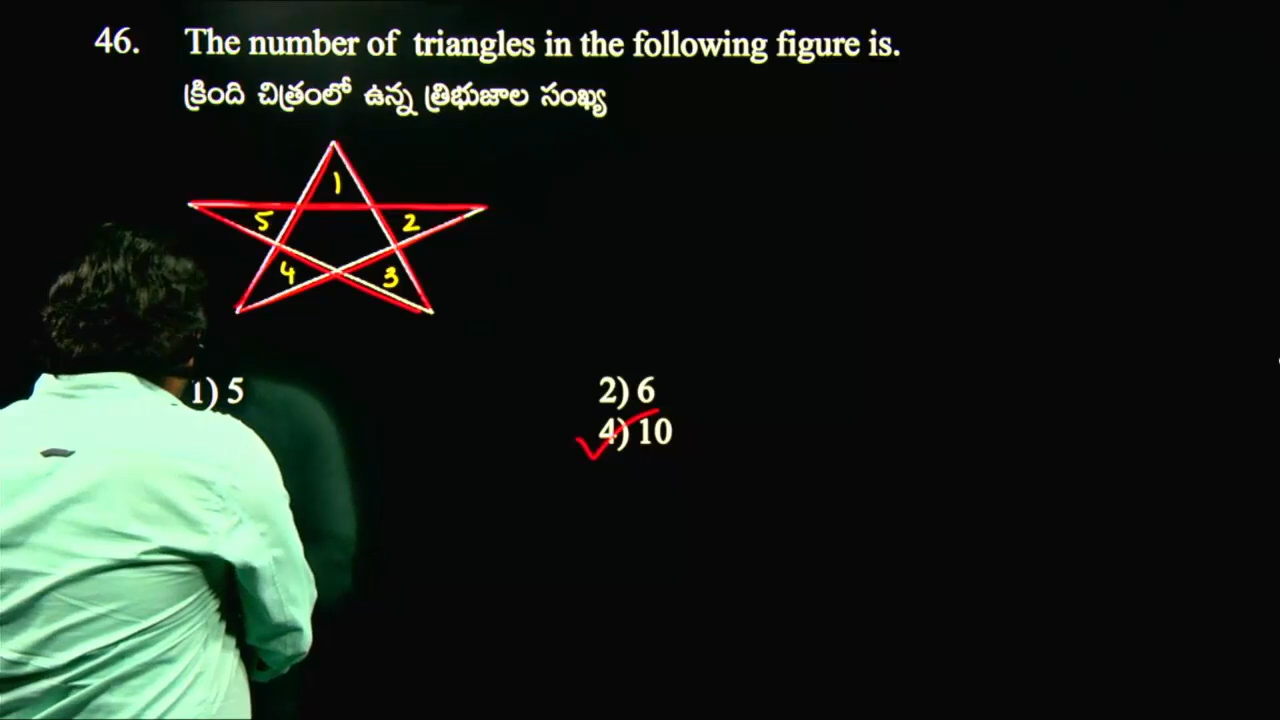 46. The number of triangles in the following figure is.
క్రింది చిత్రంలో ఉన్న త్రిభుజాల సంఖ్య
1
5 2
4 3
1) 5 2) 6
4) 10